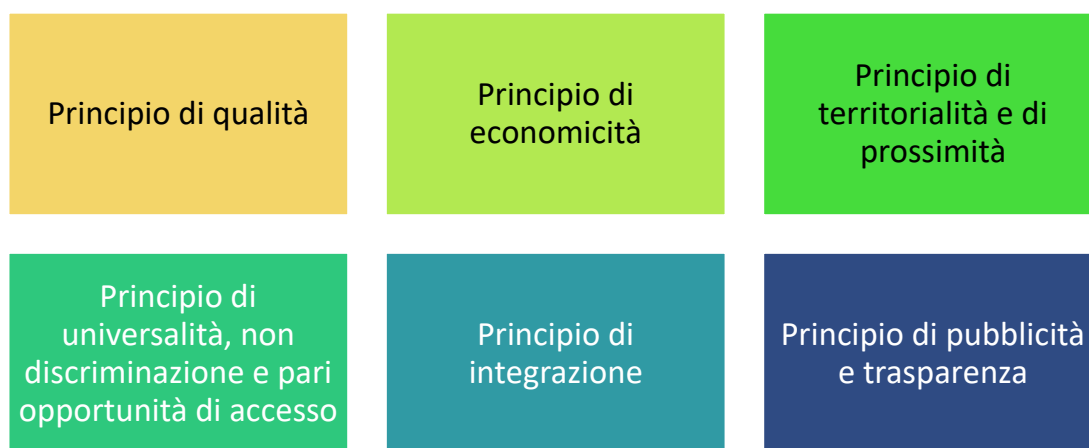 Principio di qualità
Principio di
economicità
Principio di
territorialità e di
prossimità
Principio di
universalità, non
discriminazione e pari
opportunità di accesso
Principio di
integrazione
Principio di pubblicità
e trasparenza